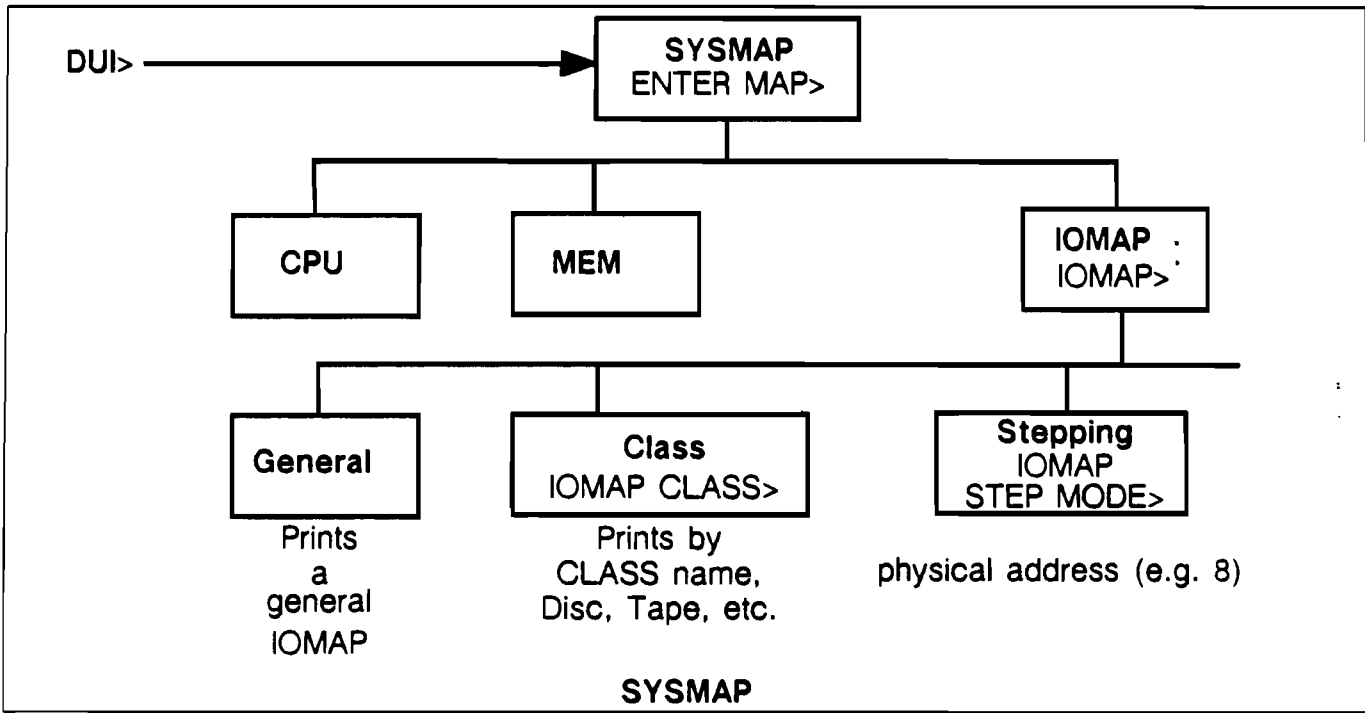 DUI>
SYSMAP
ENTER MAP>
CPU
MEM
IOMAP
IOMAP>
General
Class
IOMAP CLASS>
Stepping
IOMAP
STEP MODE>
Prints
a
general
IOMAP
Prints by
CLASS name,
Disc, Tape, etc.
physical address (e.g. 8)
SYSMAP